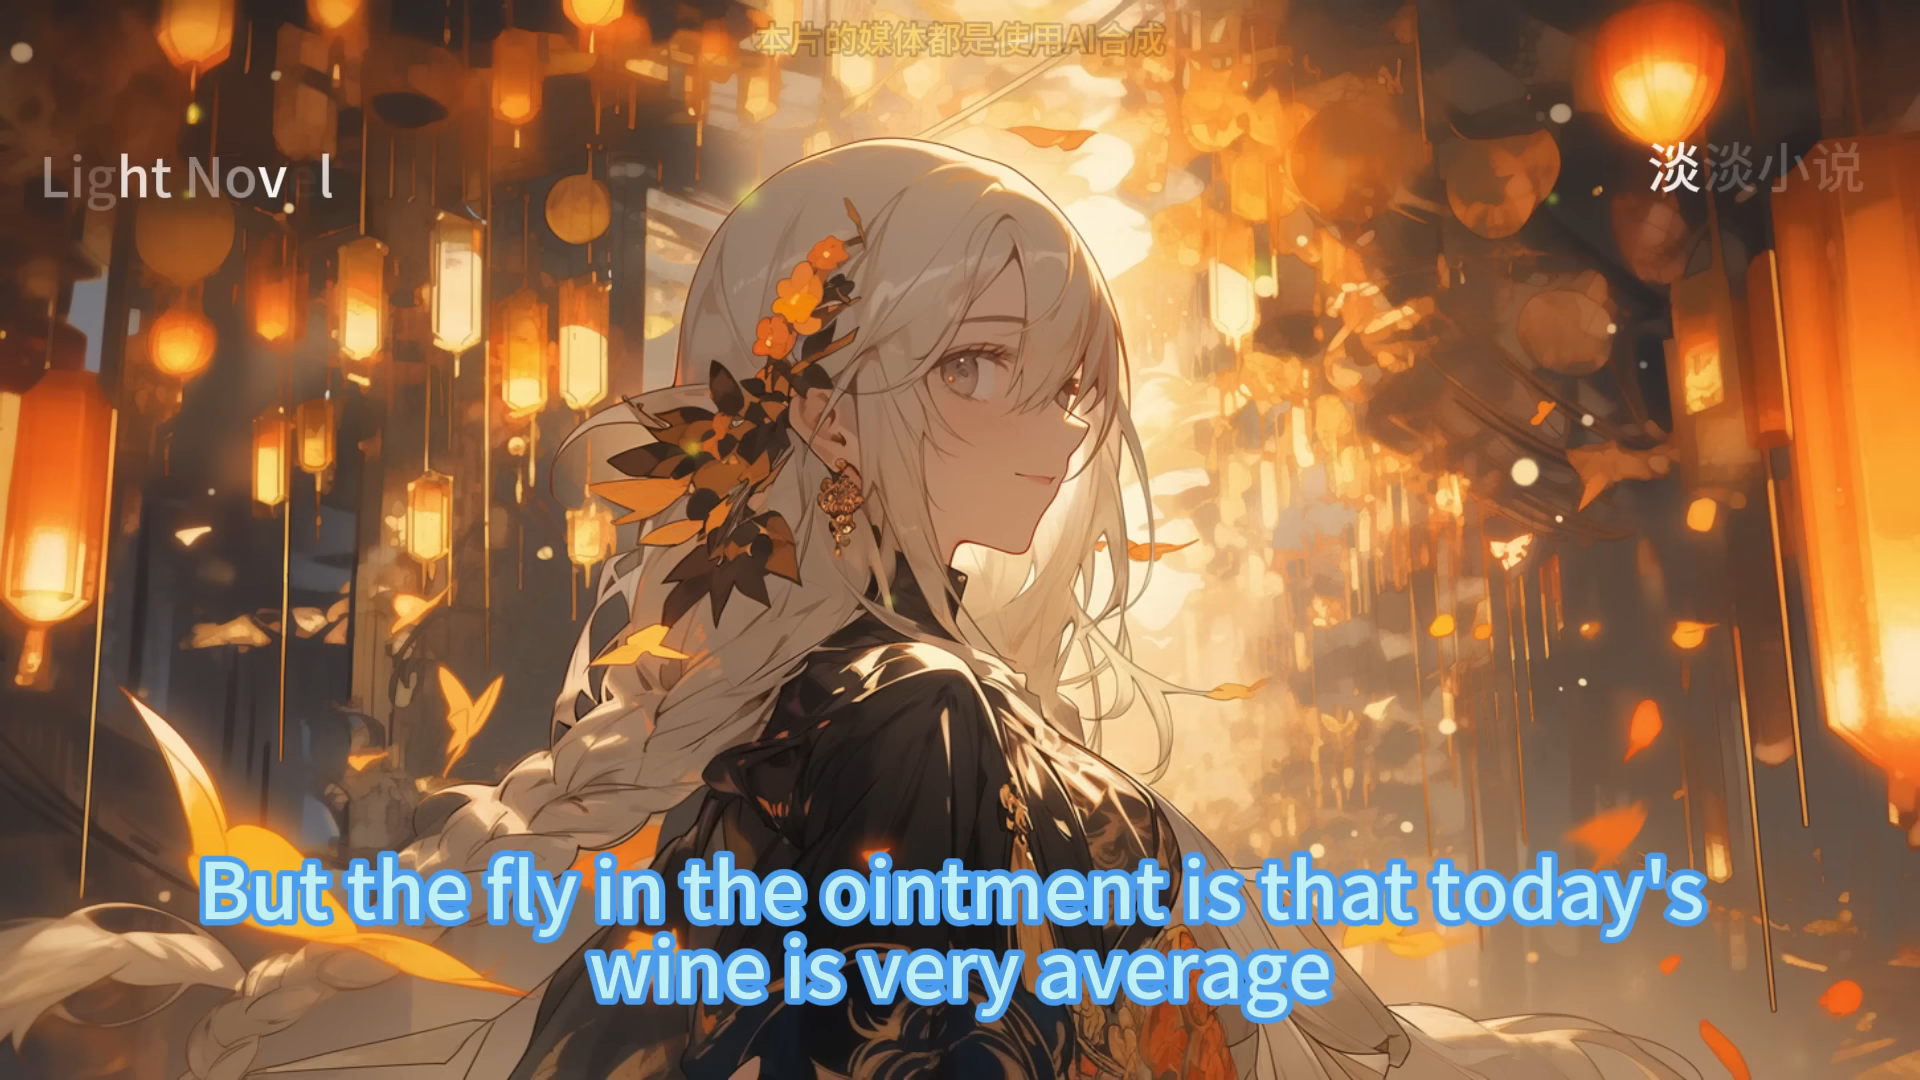 本片的媒体都是使用AI合成
Light Novel
淡淡小说
But the fly in the ointment is that today's
wine is very average